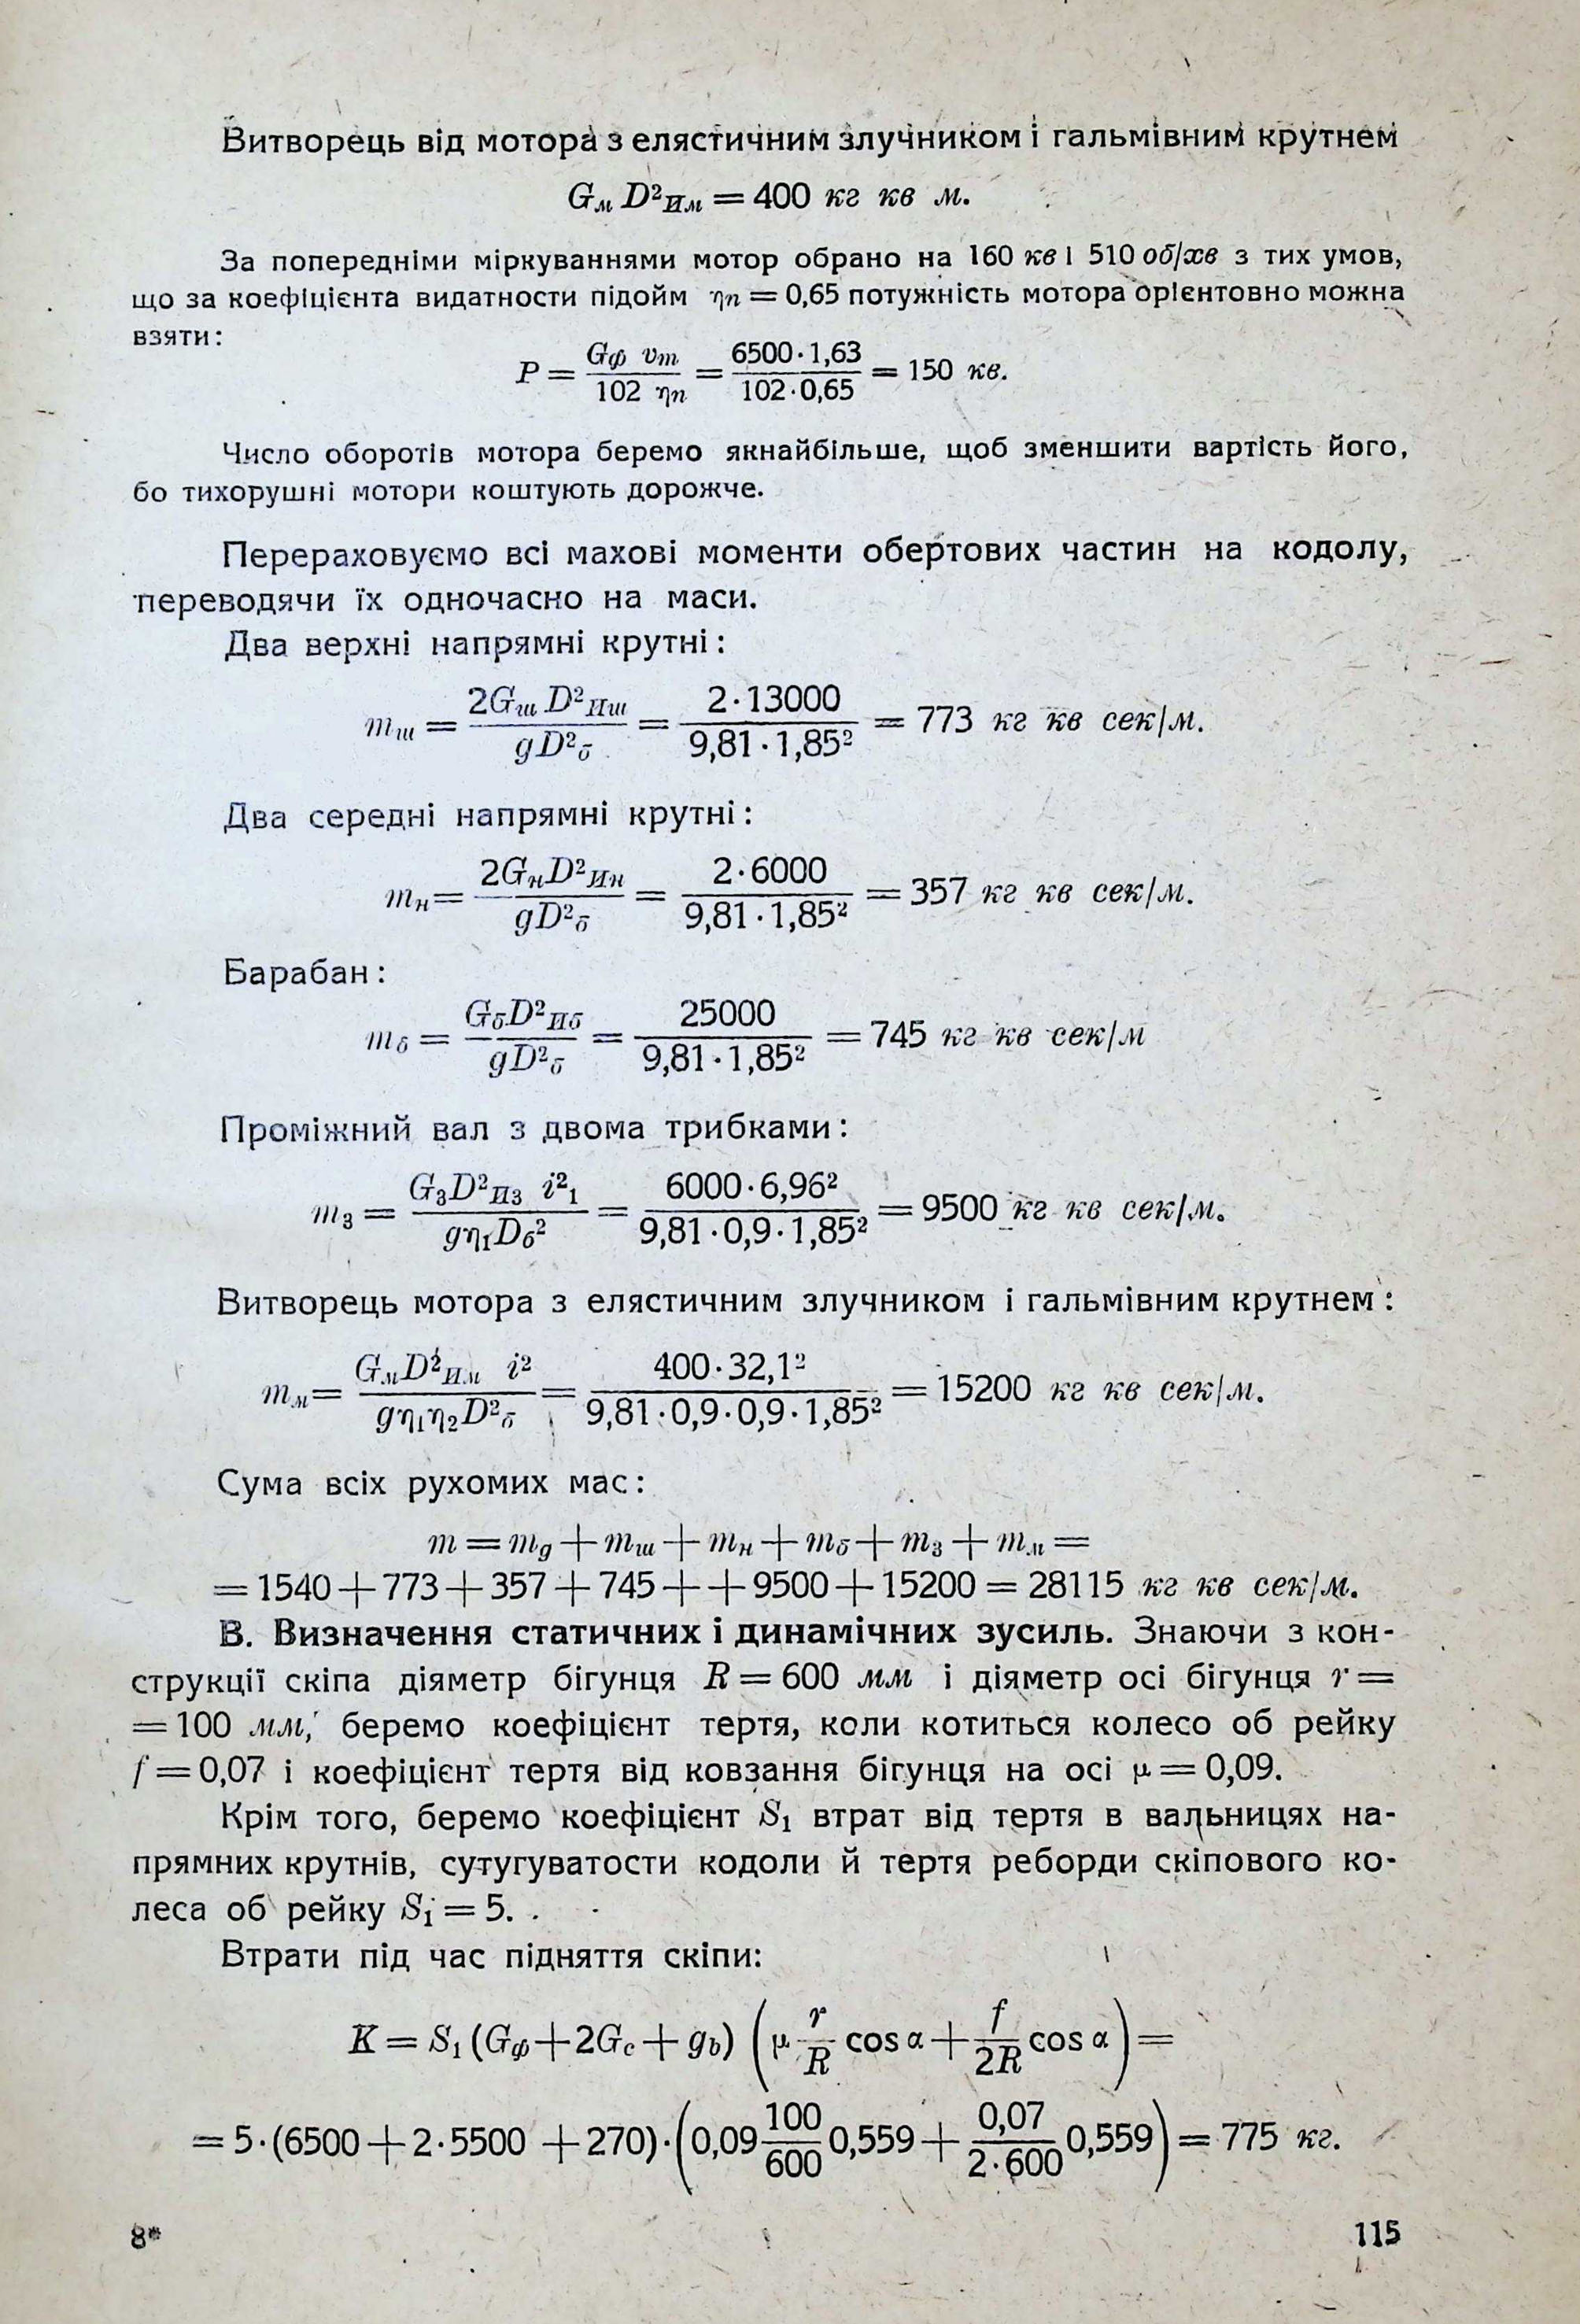 Витворець від мотора з елястичним злучником і гальмівним крутнем
Gм D²Им = 400 кг кв м.
За попередніми міркуваннями мотор обрано на 160 кв і 510 об/хв з тих умов,
що за коефіцієнта видатности підойм ηп = 0,65 потужність мотора орієнтовно можна
взяти:
P = Gф vт / 102 ηп = 6500·1,63 / 102·0,65 = 150 кв.
Число оборотів мотора беремо якнайбільше, щоб зменшити вартість його,
бо тихорушні мотори коштують дорожче.
Перераховуємо всі махові моменти обертових частин на кодолу,
переводячи їх одночасно на маси.
Два верхні напрямні крутні:
mш = 2Gш D²Иш / gD²б = 2·13000 / 9,81·1,85² = 773 кг кв сек/м.
Два середні напрямні крутні:
mн = 2GнD²Ин / gD²б = 2·6000 / 9,81·1,85² = 357 кг кв сек/м.
Барабан:
mб = GбD²Иб / gD²б = 25000 / 9,81·1,85² = 745 кг кв сек/м
Проміжний вал з двома трибками:
mз = GзD²Из i²₁ / gη₁Dб² = 6000·6,96² / 9,81·0,9·1,85² = 9500 кг кв сек/м.
Витворець мотора з елястичним злучником і гальмівним крутнем:
mм = GмD²Им i² / gη₁η₂D²б = 400·32,1² / 9,81·0,9·0,9·1,85² = 15200 кг кв сек/м.
Сума всіх рухомих мас:
m = mд + mш + mн + mб + mз + mм =
= 1540 + 773 + 357 + 745 + + 9500 + 15200 = 28115 кг кв сек/м.
В. Визначення статичних і динамічних зусиль. Знаючи з кон-
струкції скіпа діяметр бігунця R = 600 мм і діяметр осі бігунця r =
= 100 мм, беремо коефіцієнт тертя, коли котиться колесо об рейку
f = 0,07 і коефіцієнт тертя від ковзання бігунця на осі μ = 0,09.
Крім того, беремо коефіцієнт S₁ втрат від тертя в вальницях на-
прямних крутнів, сутугуватости кодоли й тертя реборди скіпового ко-
леса об рейку S₁ = 5.
Втрати під час підняття скіпи:
K = S₁ (Gф + 2Gс + gь) (μ r/R cos α + f/2R cos α) =
= 5·(6500 + 2·5500 + 270)·(0,09 100/600 0,559 + 0,07/2·600 0,559) = 775 кг.
8*
115